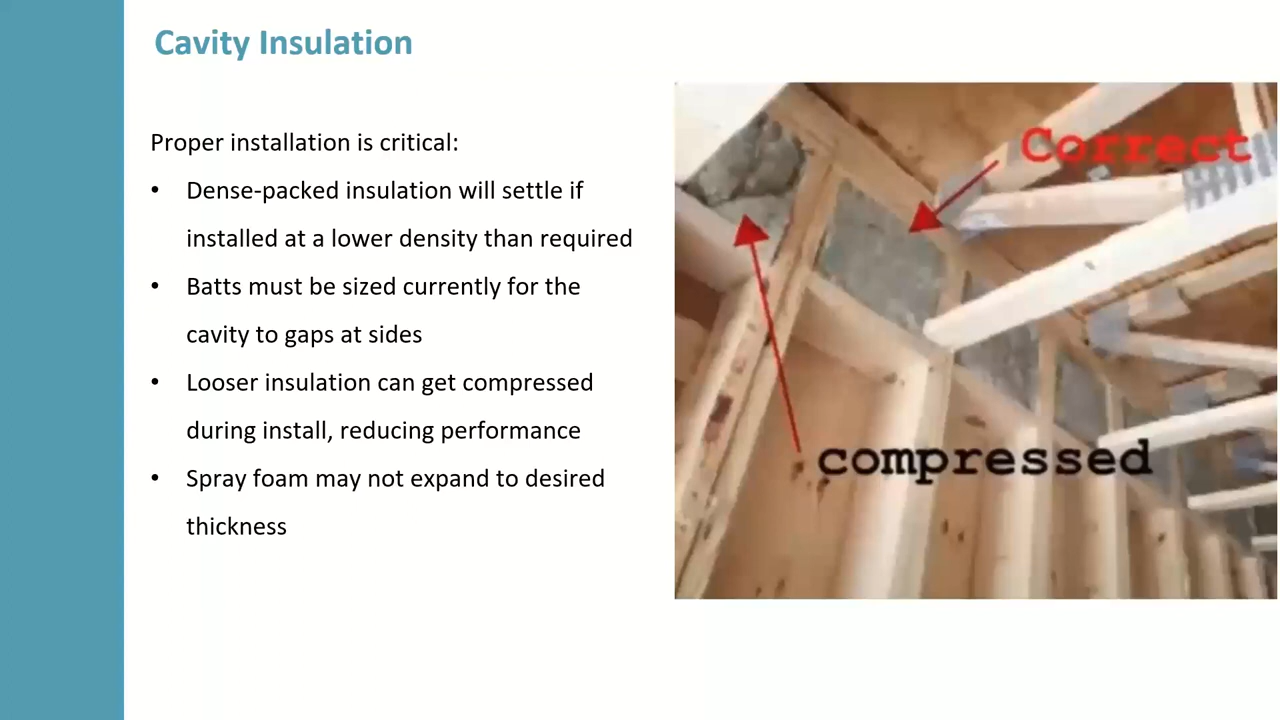 Cavity Insulation
Proper installation is critical:
• Dense-packed insulation will settle if
installed at a lower density than required
• Batts must be sized currently for the
cavity to gaps at sides
• Looser insulation can get compressed
during install, reducing performance
• Spray foam may not expand to desired
thickness
Correct
compressed